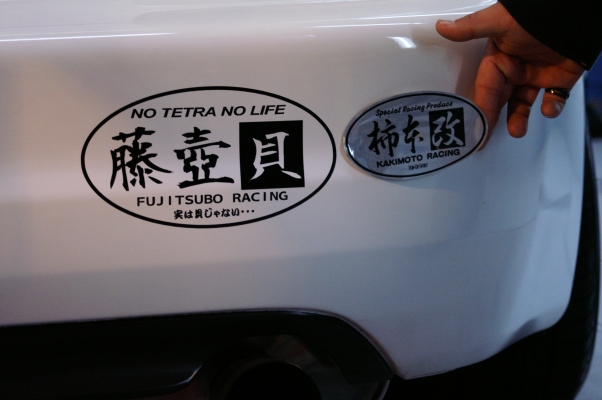 NO TETRA NO LIFE
藤壺貝
FUJITSUBO RACING
実は貝じゃない・・・
Special Racing Produce
柿本改
KAKIMOTO RACING